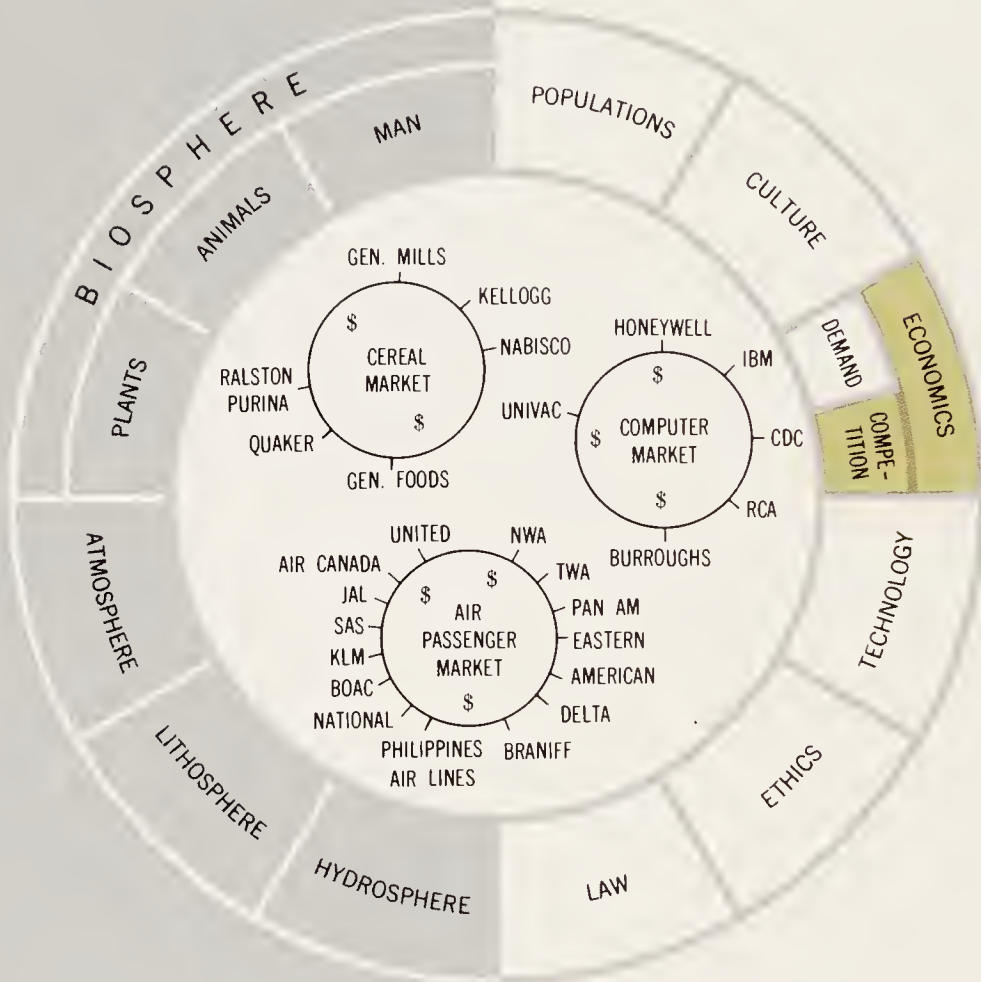 BIOSPHERE
MAN
ANIMALS
PLANTS
ATMOSPHERE
LITHOSPHERE
HYDROSPHERE
POPULATIONS
CULTURE
DEMAND
ECONOMICS
COMPE-
TITION
TECHNOLOGY
ETHICS
LAW
GEN. MILLS
KELLOGG
NABISCO
GEN. FOODS
QUAKER
RALSTON
PURINA
$
CEREAL
MARKET
$
HONEYWELL
IBM
CDC
RCA
BURROUGHS
UNIVAC
$
$
COMPUTER
MARKET
$
UNITED
NWA
TWA
PAN AM
EASTERN
AMERICAN
DELTA
BRANIFF
PHILIPPINES
AIR LINES
NATIONAL
BOAC
KLM
SAS
JAL
AIR CANADA
$
$
AIR
PASSENGER
MARKET
$